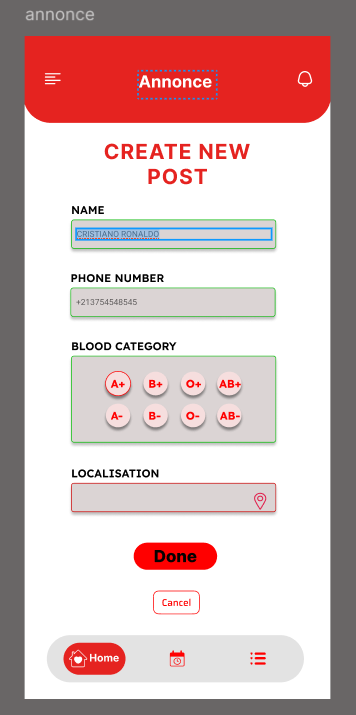 annonce
Annonce
CREATE NEW
POST
NAME
CRISTIANO RONALDO
PHONE NUMBER
+213754548545
BLOOD CATEGORY
A+ B+ O+ AB+
A- B- O- AB-
LOCALISATION
Done
Cancel
Home